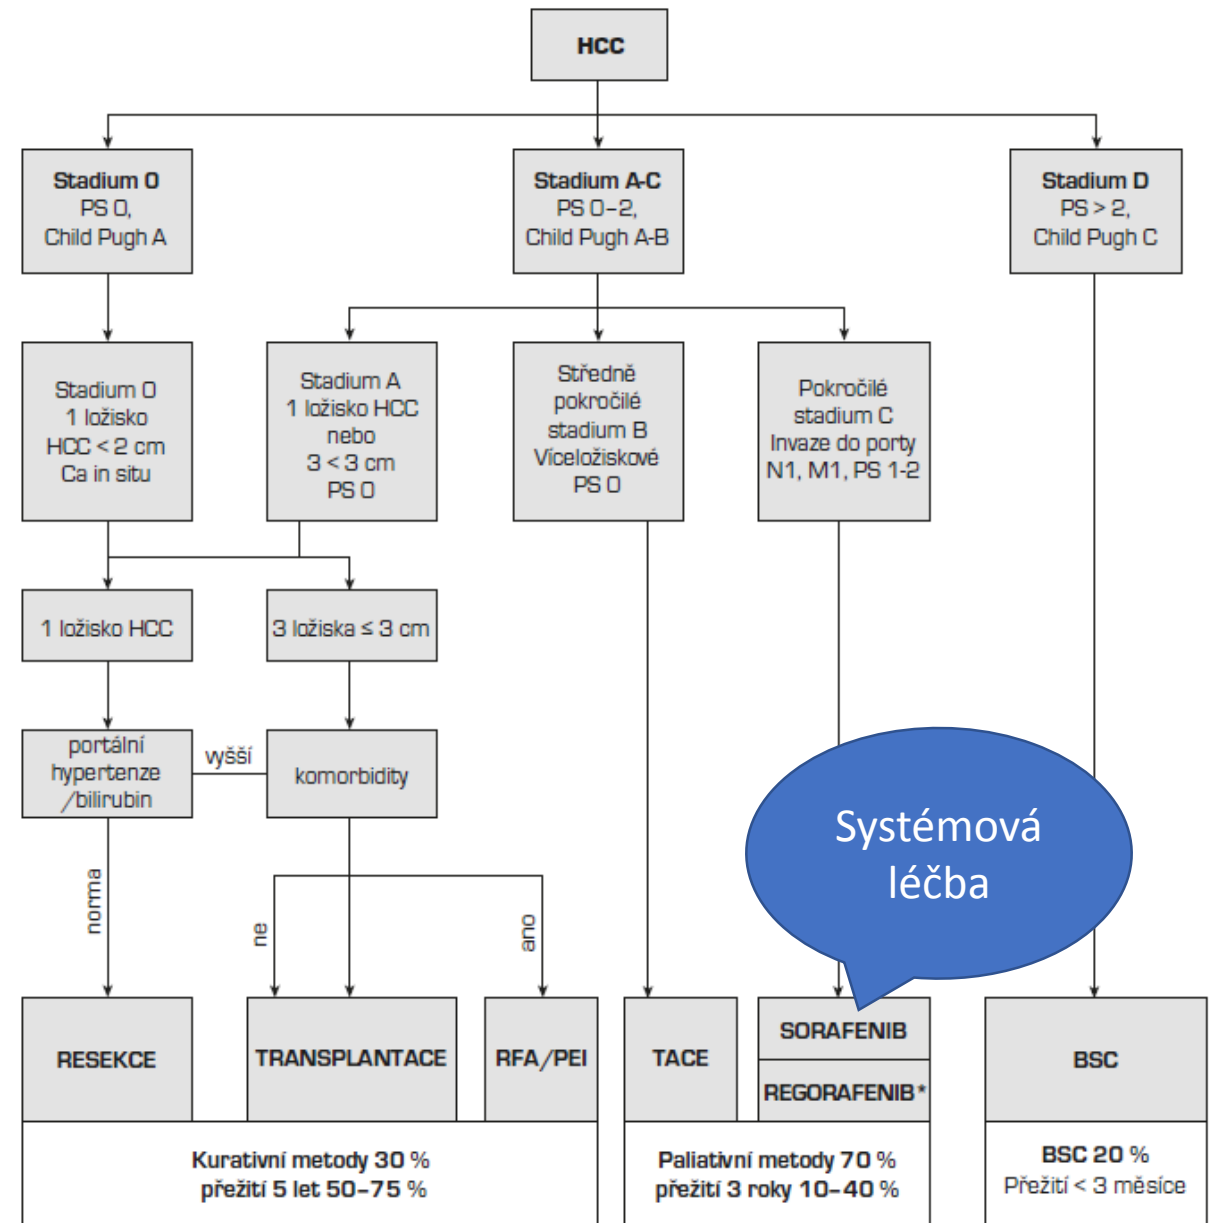 HCC
Stadium 0
PS 0,
Child Pugh A
Stadium A-C
PS 0–2,
Child Pugh A-B
Stadium D
PS > 2,
Child Pugh C
Stadium 0
1 ložisko
HCC < 2 cm
Ca in situ
Stadium A
1 ložisko HCC
nebo
3 < 3 cm
PS 0
Středně
pokročilé
stadium B
Víceložiskové
PS 0
Pokročilé
stadium C
Invaze do porty
N1, M1, PS 1-2
1 ložisko HCC
3 ložiska ≤ 3 cm
portální
hypertenze
/bilirubin
vyšší
komorbidity
Systémová
léčba
norma
ne
ano
RESEKCE
TRANSPLANTACE
RFA/PEI
TACE
SORAFENIB
REGORAFENIB*
BSC
Kurativní metody 30 %
přežití 5 let 50–75 %
Paliativní metody 70 %
přežití 3 roky 10–40 %
BSC 20 %
Přežití < 3 měsíce